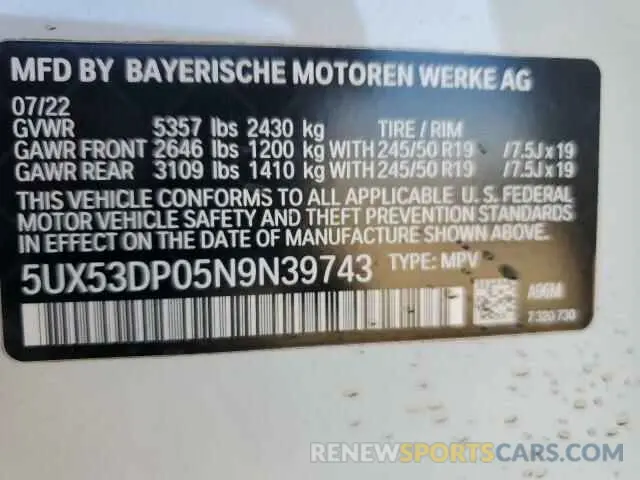 MFD BY BAYERISCHE MOTOREN WERKE AG
07/22
GVWR 5357 lbs 2430 kg TIRE / RIM
GAWR FRONT 2646 lbs 1200 kg WITH 245/50 R19 /7.5J x 19
GAWR REAR 3109 lbs 1410 kg WITH 245/50 R19 /7.5J x 19
THIS VEHICLE CONFORMS TO ALL APPLICABLE U. S. FEDERAL
MOTOR VEHICLE SAFETY AND THEFT PREVENTION STANDARDS
IN EFFECT ON THE DATE OF MANUFACTURE SHOWN ABOVE.
5UX53DP05N9N39743 TYPE: MPV
A96M
7 320 730
RENEWSPORTSCARS.COM